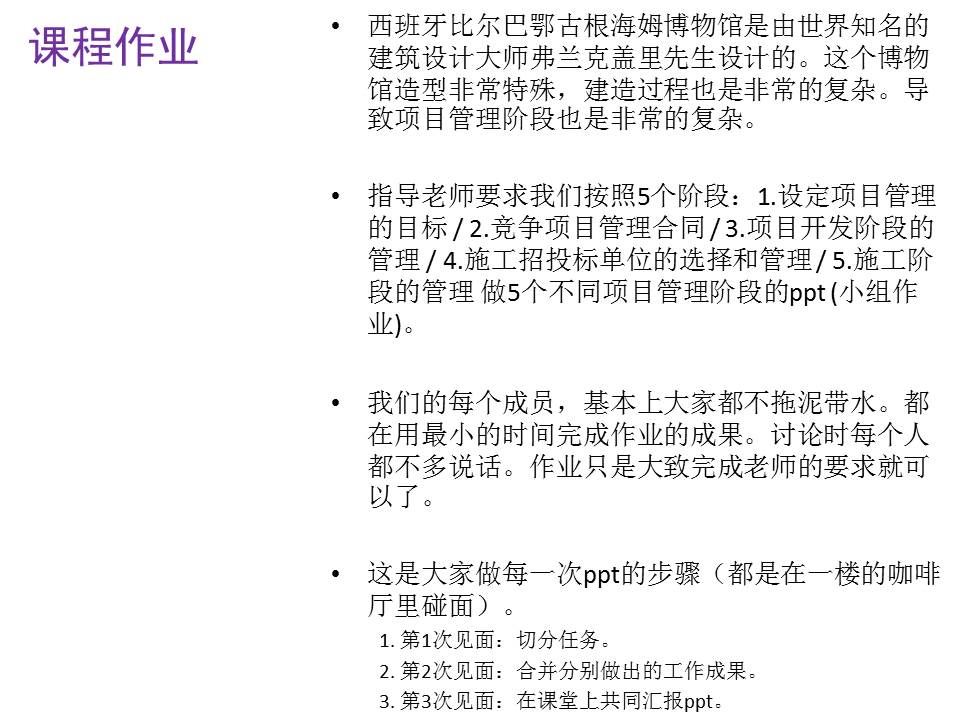 课程作业
• 西班牙比尔巴鄂古根海姆博物馆是由世界知名的
建筑设计大师弗兰克盖里先生设计的。这个博物
馆造型非常特殊，建造过程也是非常的复杂。导
致项目管理阶段也是非常的复杂。
• 指导老师要求我们按照5个阶段：1.设定项目管理
的目标 / 2.竞争项目管理合同 / 3.项目开发阶段的
管理 / 4.施工招投标单位的选择和管理 / 5.施工阶
段的管理 做5个不同项目管理阶段的ppt (小组作
业)。
• 我们的每个成员，基本上大家都不拖泥带水。都
在用最小的时间完成作业的成果。讨论时每个人
都不多说话。作业只是大致完成老师的要求就可
以了。
• 这是大家做每一次ppt的步骤（都是在一楼的咖啡
厅里碰面）。
1. 第1次见面：切分任务。
2. 第2次见面：合并分别做出的工作成果。
3. 第3次见面：在课堂上共同汇报ppt。